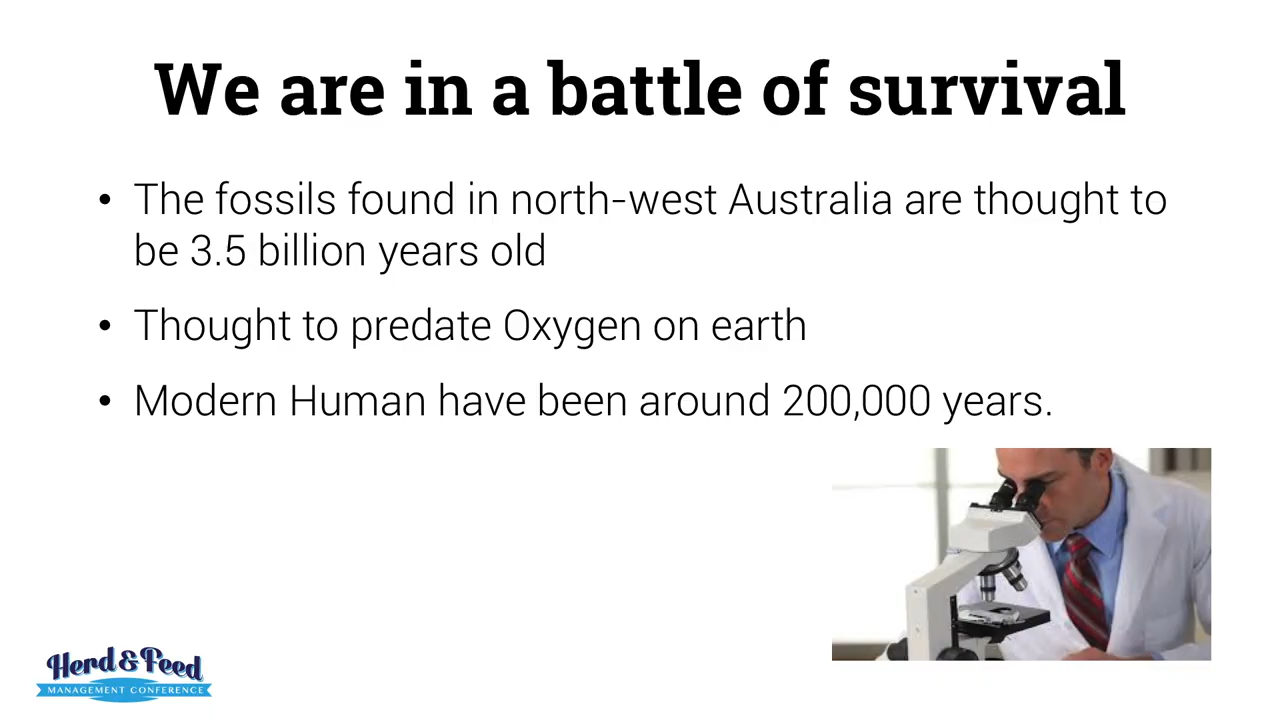 We are in a battle of survival
• The fossils found in north-west Australia are thought to
be 3.5 billion years old
• Thought to predate Oxygen on earth
• Modern Human have been around 200,000 years.
Herd & Feed
MANAGEMENT CONFERENCE